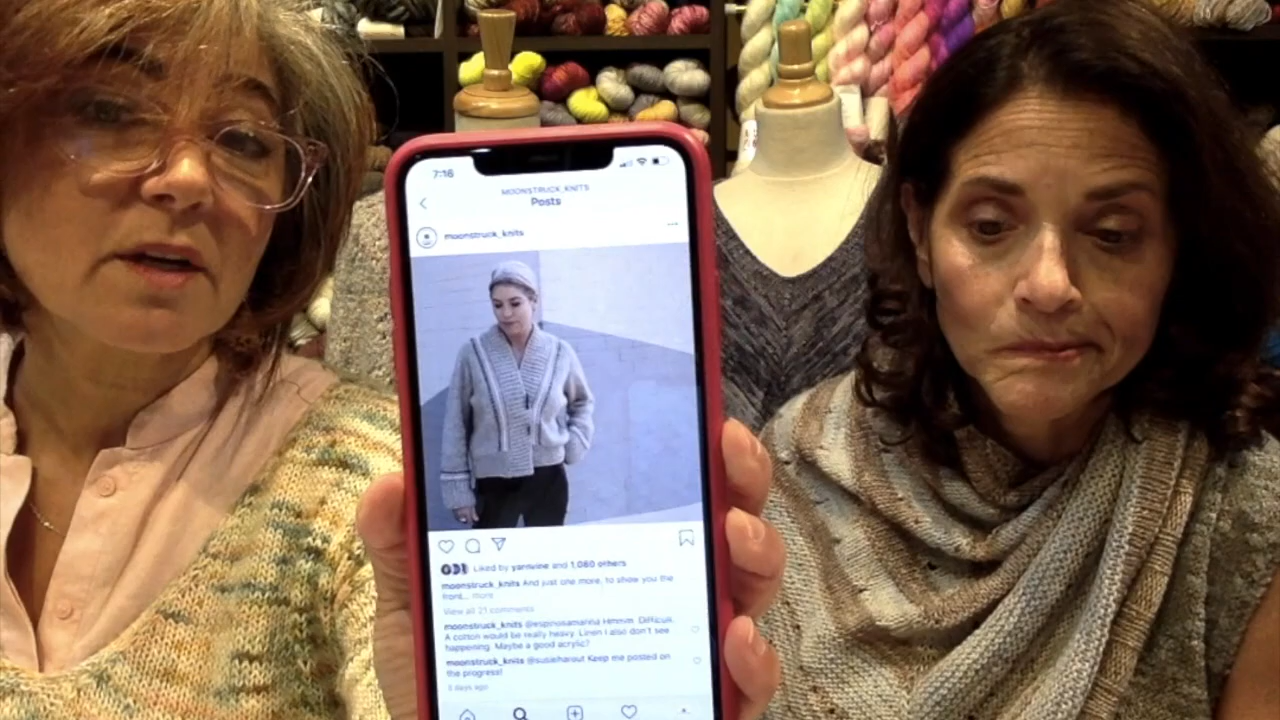 7:16
MOONSTRUCK_KNITS
Posts
moonstruck_knits
Liked by yarnvine and 1,080 others
moonstruck_knits And just one more, to show you the
front... more
View all 21 comments
moonstruck_knits @espinosamarina Hmmm. Difficult.
A cotton would be really heavy. Linen I also don't see
happening. Maybe a good acrylic?
moonstruck_knits @susieharout Keep me posted on
the progress!
3 days ago